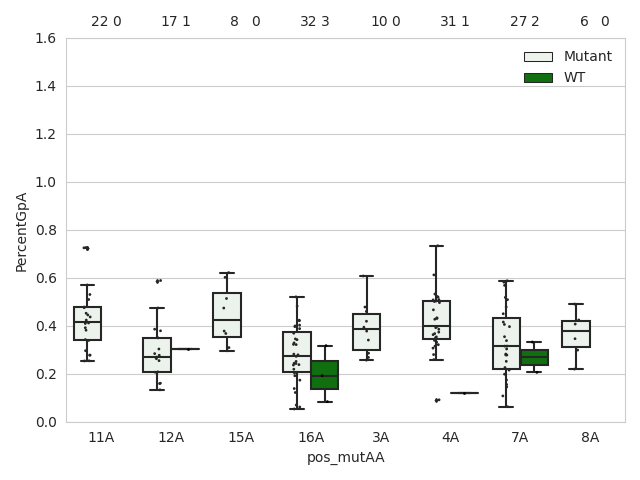 22 0 17 1 8 0 32 3 10 0 31 1 27 2 6 0
1.6
Mutant
WT
1.4
1.2
1.0
0.8
0.6
0.4
0.2
0.0
PercentGpA
11A 12A 15A 16A 3A 4A 7A 8A
pos_mutAA